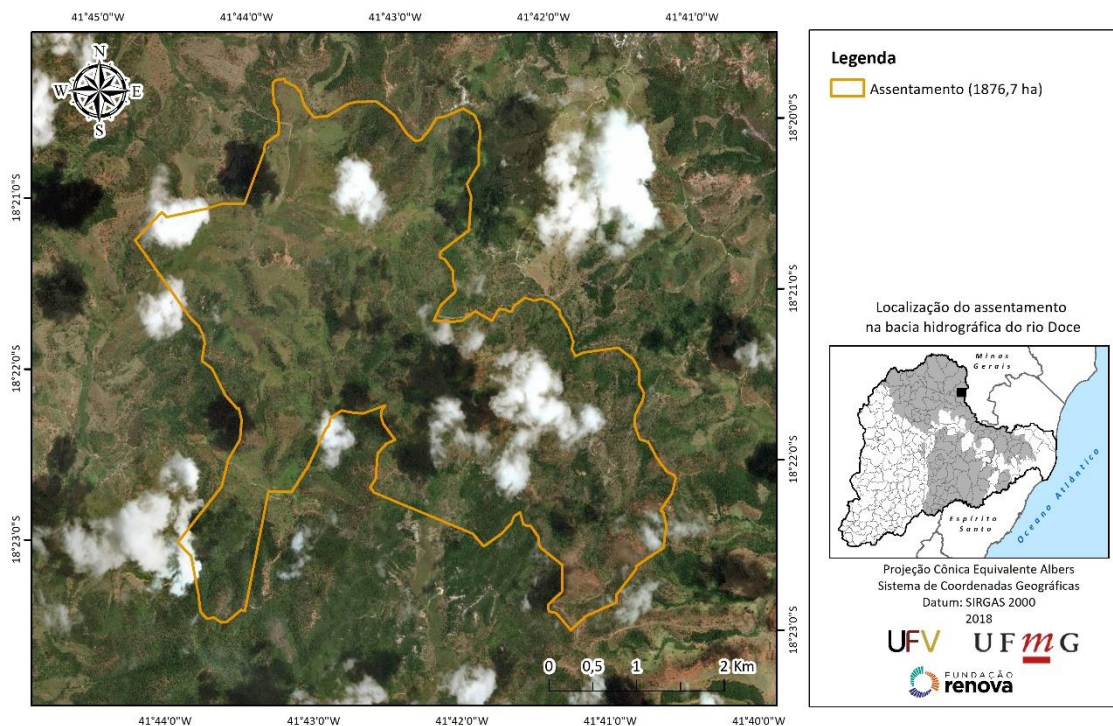 41°45'0"W 41°44'0"W 41°43'0"W 41°42'0"W 41°41'0"W
N
W E
S
18°21'0"S
18°22'0"S
18°23'0"S
18°20'0"S
18°21'0"S
18°22'0"S
18°23'0"S
0 0,5 1 2 Km
41°44'0"W 41°43'0"W 41°42'0"W 41°41'0"W 41°40'0"W
Legenda
Assentamento (1876,7 ha)
Localização do assentamento
na bacia hidrográfica do rio Doce
Minas
Gerais
Espírito
Santo
Oceano Atlântico
Projeção Cônica Equivalente Albers
Sistema de Coordenadas Geográficas
Datum: SIRGAS 2000
2018
UFV UFmG
FUNDAÇÃO
renova